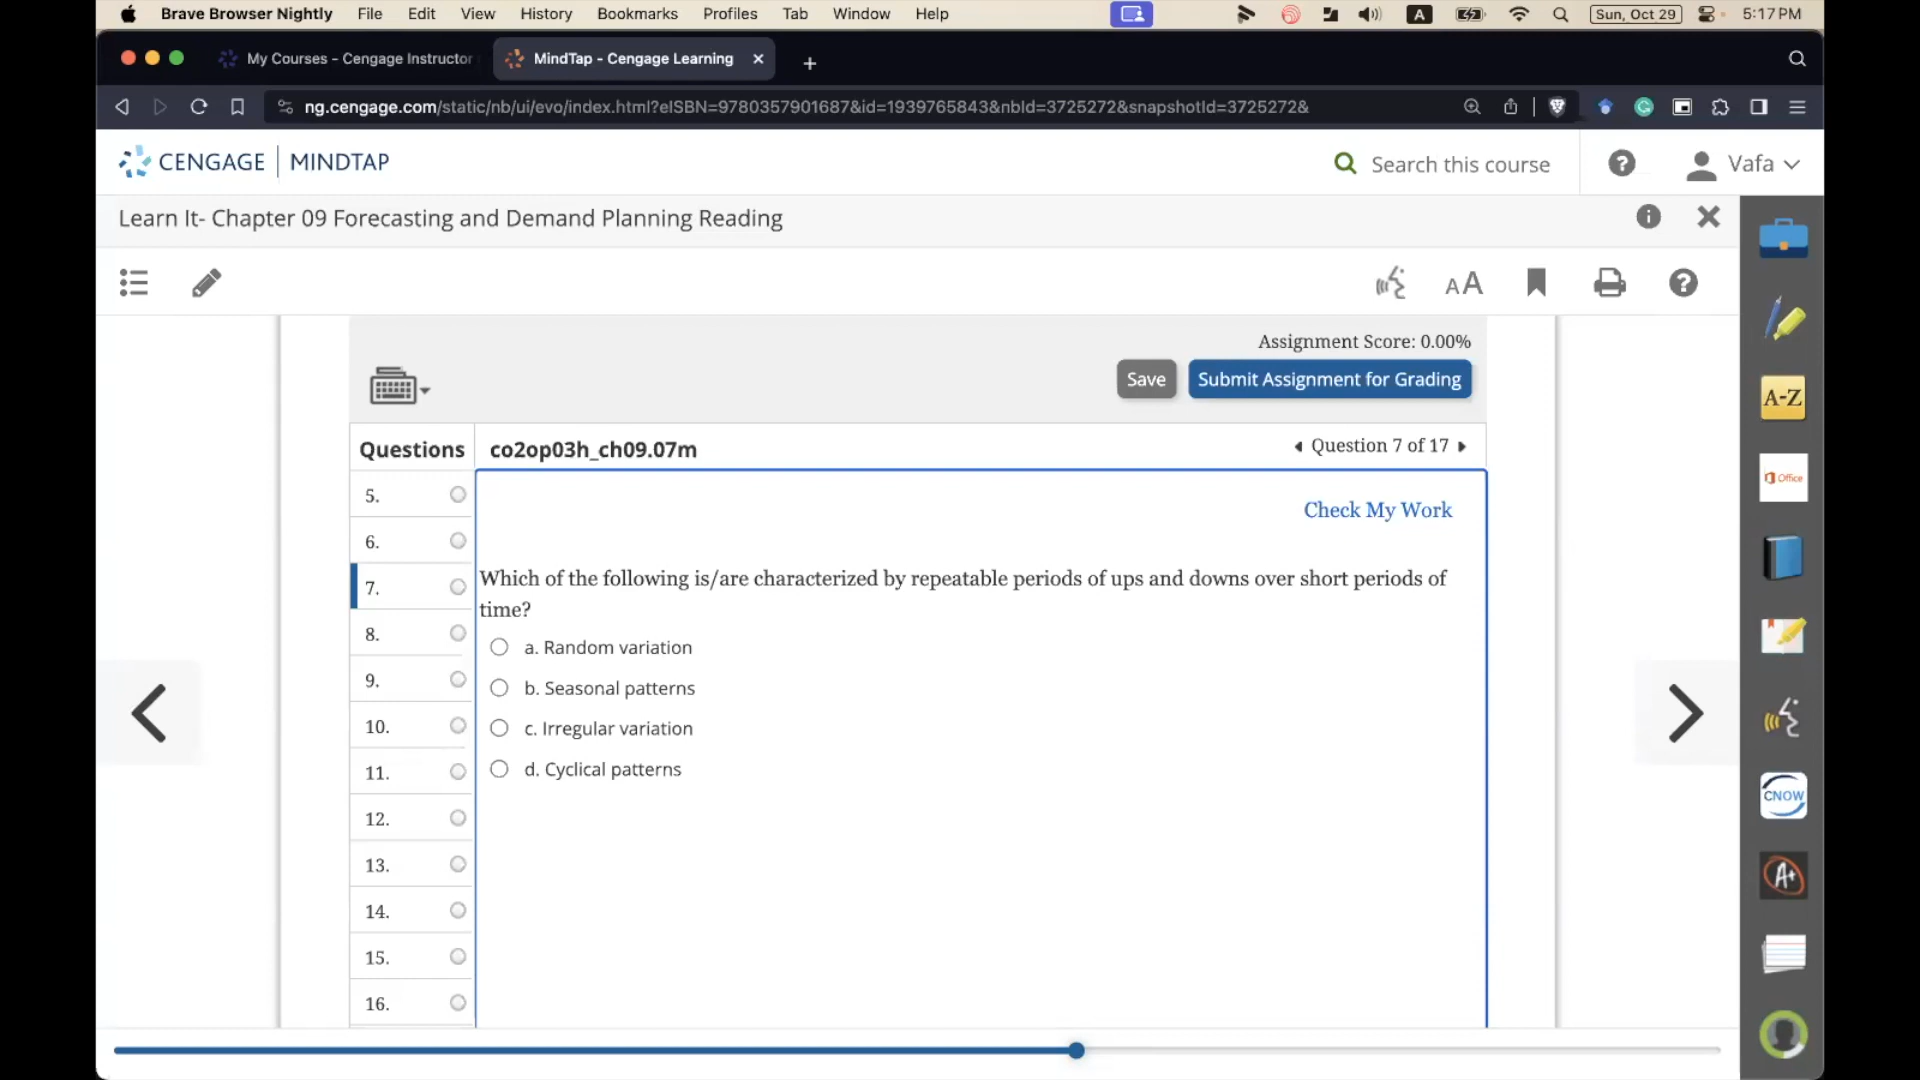 Brave Browser Nightly File Edit View History Bookmarks Profiles Tab Window Help A Sun, Oct 29 5:17 PM
My Courses - Cengage Instructor
MindTap - Cengage Learning
ng.cengage.com/static/nb/ui/evo/index.html?eISBN=9780357901687&id=1939765843&nbId=3725272&snapshotId=3725272&
CENGAGE MINDTAP
Search this course
Vafa
Learn It- Chapter 09 Forecasting and Demand Planning Reading
AA
Assignment Score: 0.00%
Save
Submit Assignment for Grading
Questions
co2op03h_ch09.07m
Question 7 of 17
5.
6.
7.
8.
9.
10.
11.
12.
13.
14.
15.
16.
Check My Work
Which of the following is/are characterized by repeatable periods of ups and downs over short periods of
time?
a. Random variation
b. Seasonal patterns
c. Irregular variation
d. Cyclical patterns
A-Z
Office
CNOW
A+